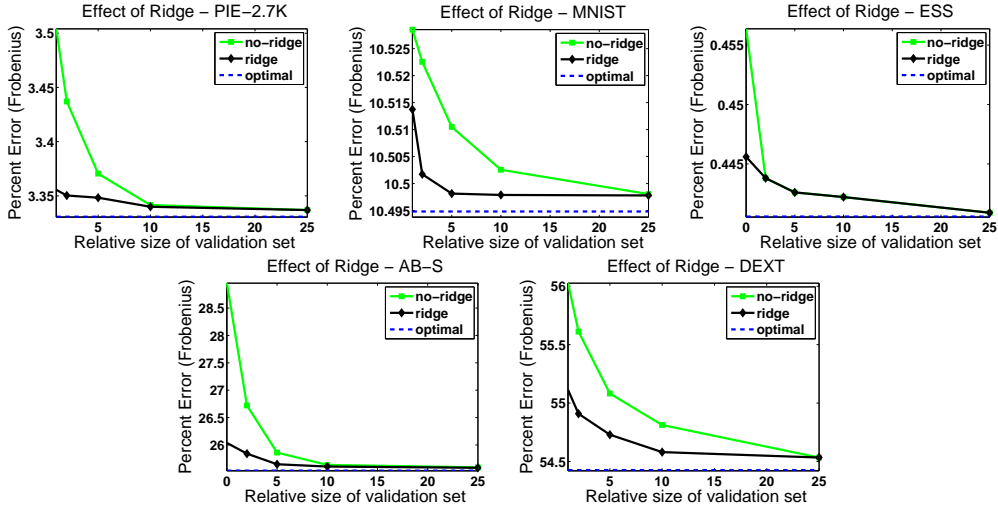 Effect of Ridge − PIE−2.7K
3.5
3.45
3.4
3.35
Percent Error (Frobenius)
no−ridge
ridge
optimal
5 10 15 20 25
Relative size of validation set
Effect of Ridge − MNIST
10.525
10.52
10.515
10.51
10.505
10.5
10.495
Percent Error (Frobenius)
no−ridge
ridge
optimal
5 10 15 20 25
Relative size of validation set
Effect of Ridge − ESS
0.455
0.45
0.445
Percent Error (Frobenius)
no−ridge
ridge
optimal
0 5 10 15 20 25
Relative size of validation set
Effect of Ridge − AB−S
28.5
28
27.5
27
26.5
26
Percent Error (Frobenius)
no−ridge
ridge
optimal
0 5 10 15 20 25
Relative size of validation set
Effect of Ridge − DEXT
56
55.5
55
54.5
Percent Error (Frobenius)
no−ridge
ridge
optimal
5 10 15 20 25
Relative size of validation set